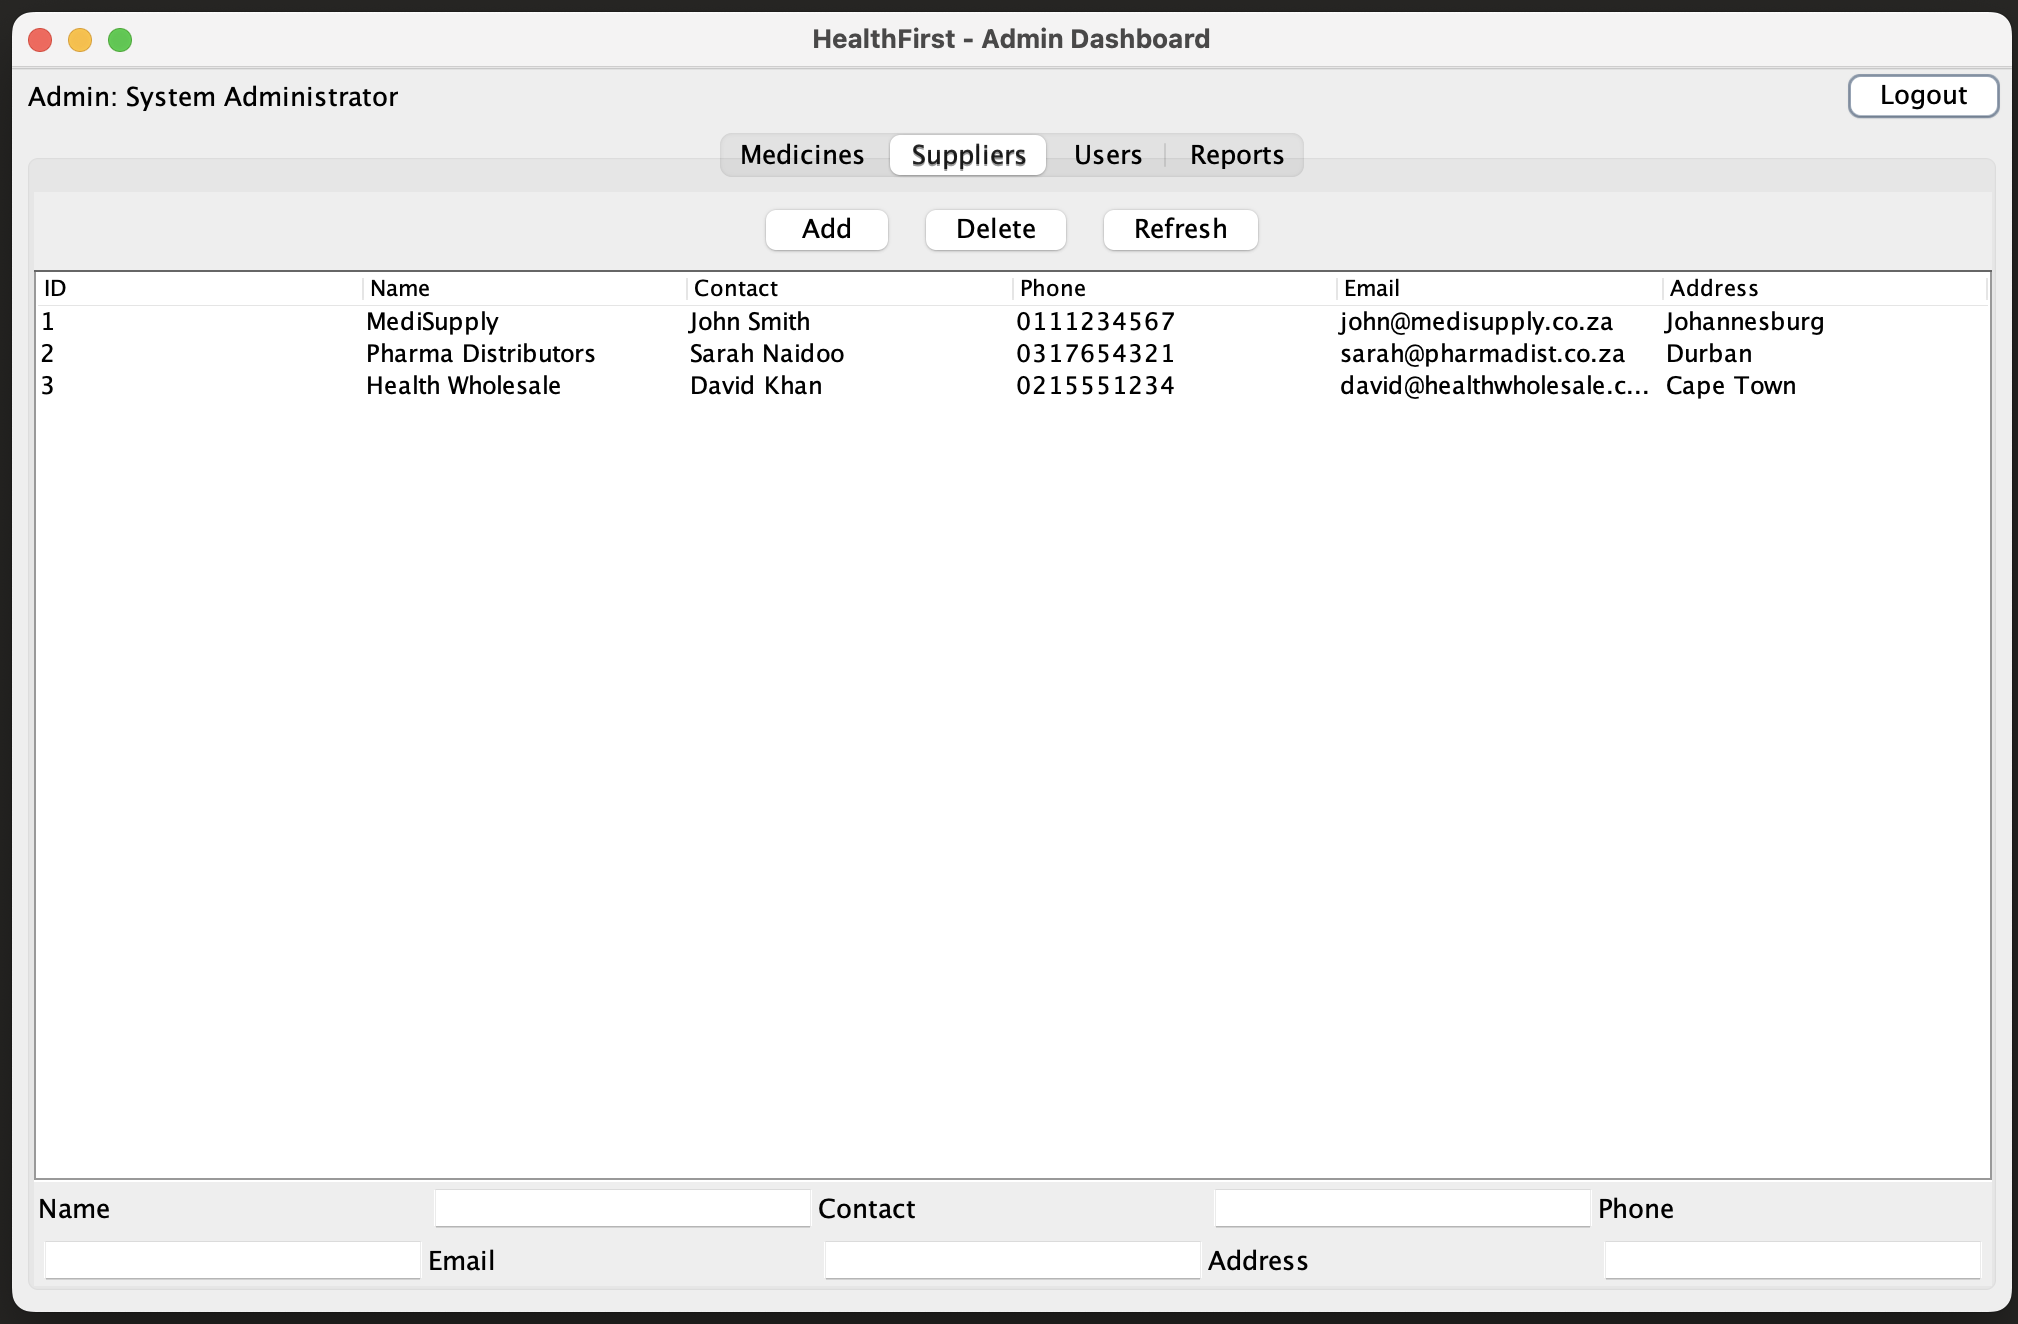 HealthFirst - Admin Dashboard
Admin: System Administrator
Logout
Medicines Suppliers Users Reports
Add Delete Refresh
ID Name Contact Phone Email Address
1 MediSupply John Smith 0111234567 john@medisupply.co.za Johannesburg
2 Pharma Distributors Sarah Naidoo 0317654321 sarah@pharmadist.co.za Durban
3 Health Wholesale David Khan 0215551234 david@healthwholesale.c... Cape Town
Name Contact Phone
Email Address